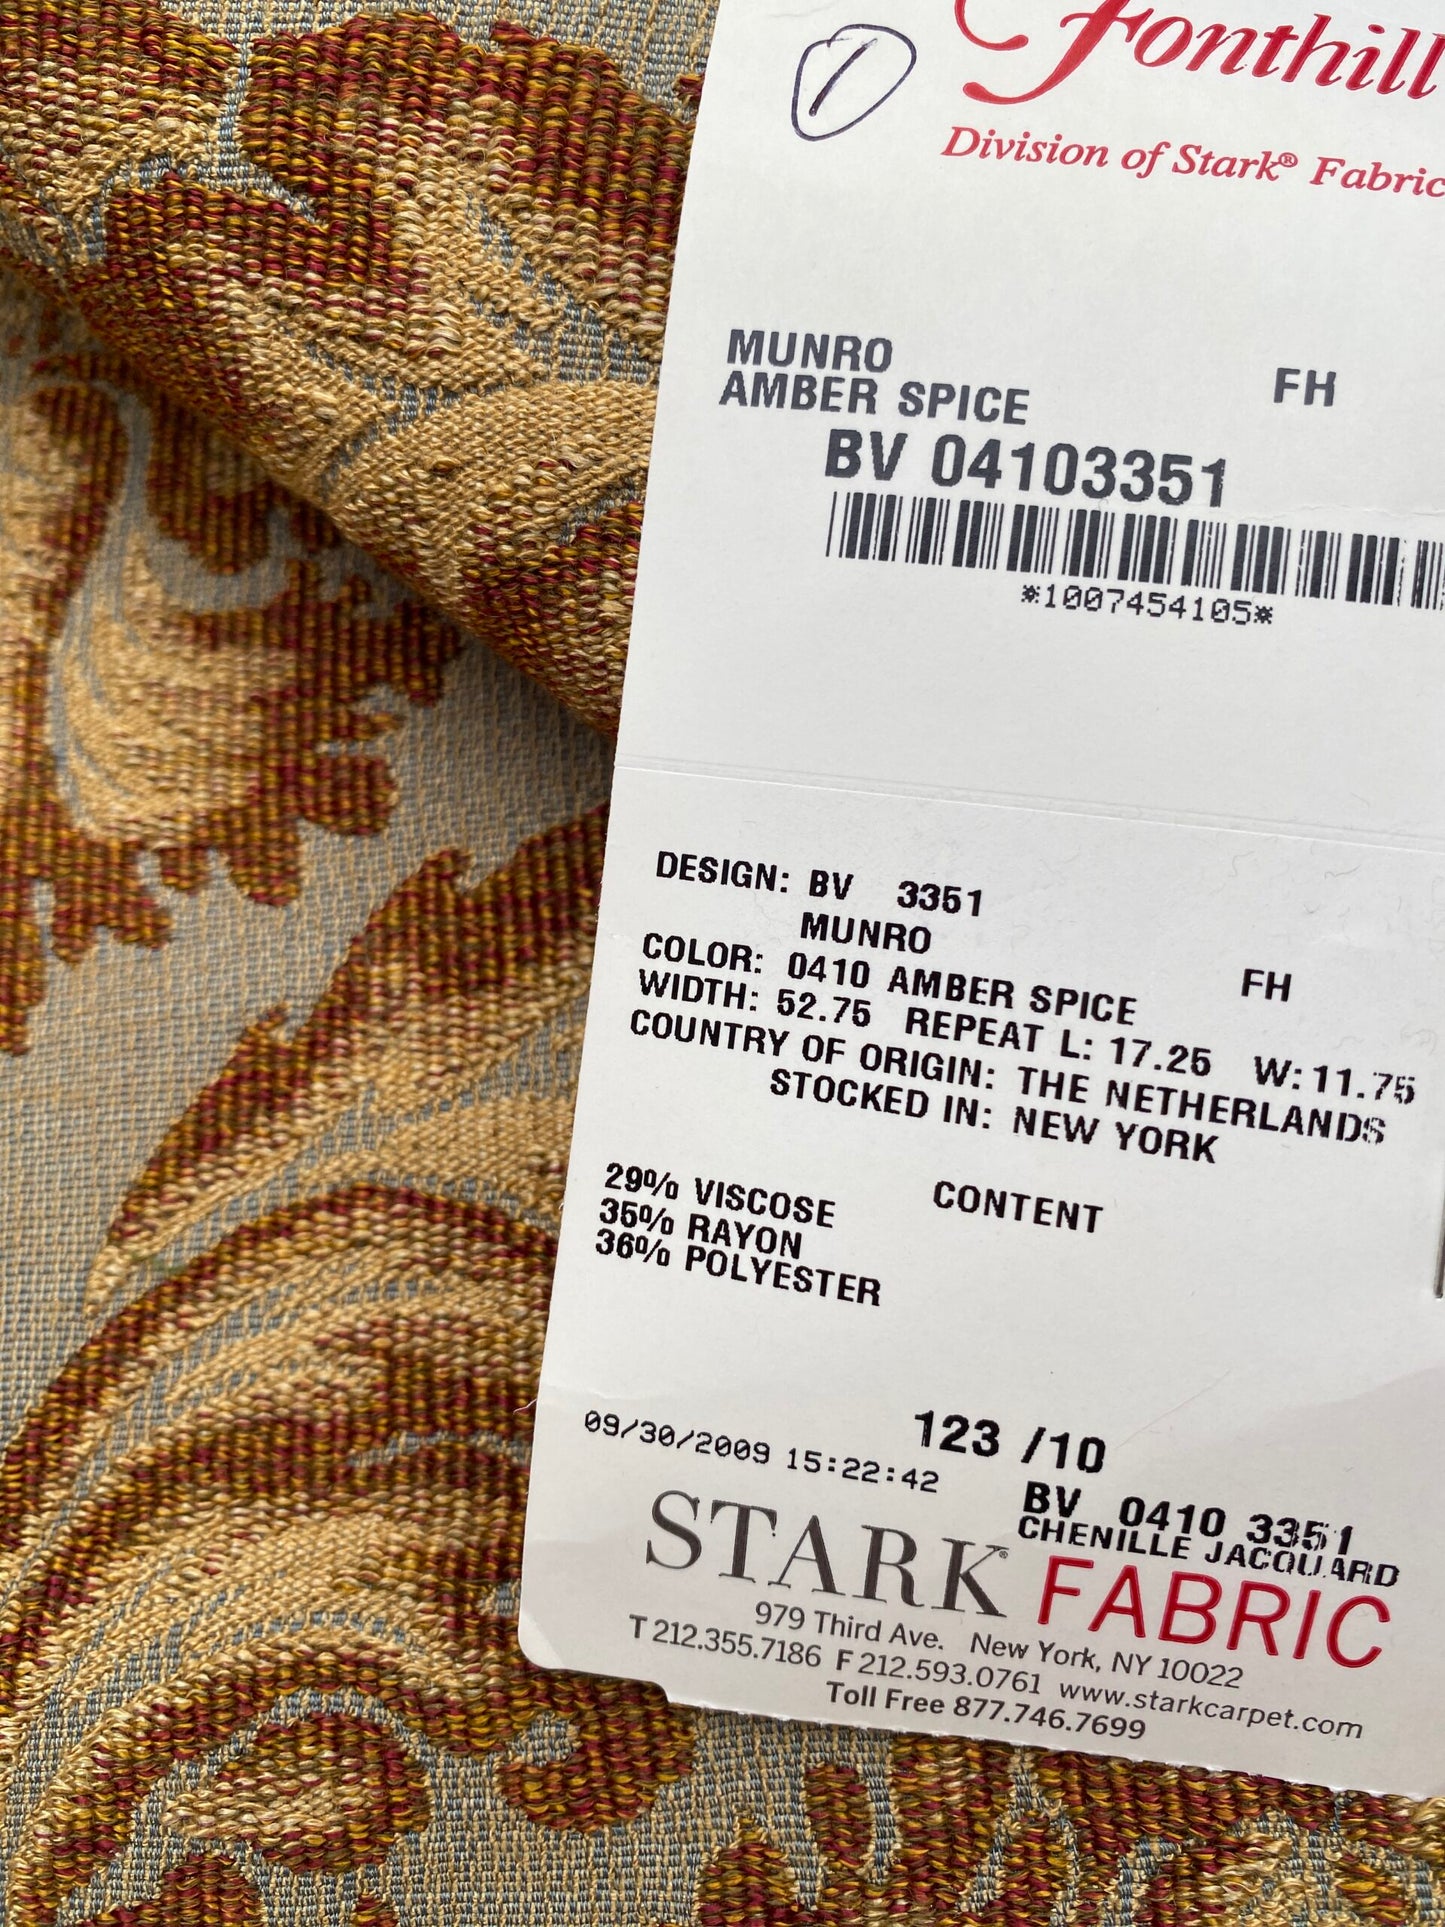 1
Fonthill
Division of Stark® Fabric
MUNRO FH
AMBER SPICE
BV 04103351
*1007454105*
DESIGN: BV 3351
MUNRO FH
COLOR: 0410 AMBER SPICE
WIDTH: 52.75 REPEAT L: 17.25 W: 11.75
COUNTRY OF ORIGIN: THE NETHERLANDS
STOCKED IN: NEW YORK
CONTENT
29% VISCOSE
35% RAYON
36% POLYESTER
123 /10
09/30/2009 15:22:42
BV 0410 3351
CHENILLE JACQUARD
STARK® FABRIC
979 Third Ave. New York, NY 10022
T 212.355.7186 F 212.593.0761 www.starkcarpet.com
Toll Free 877.746.7699